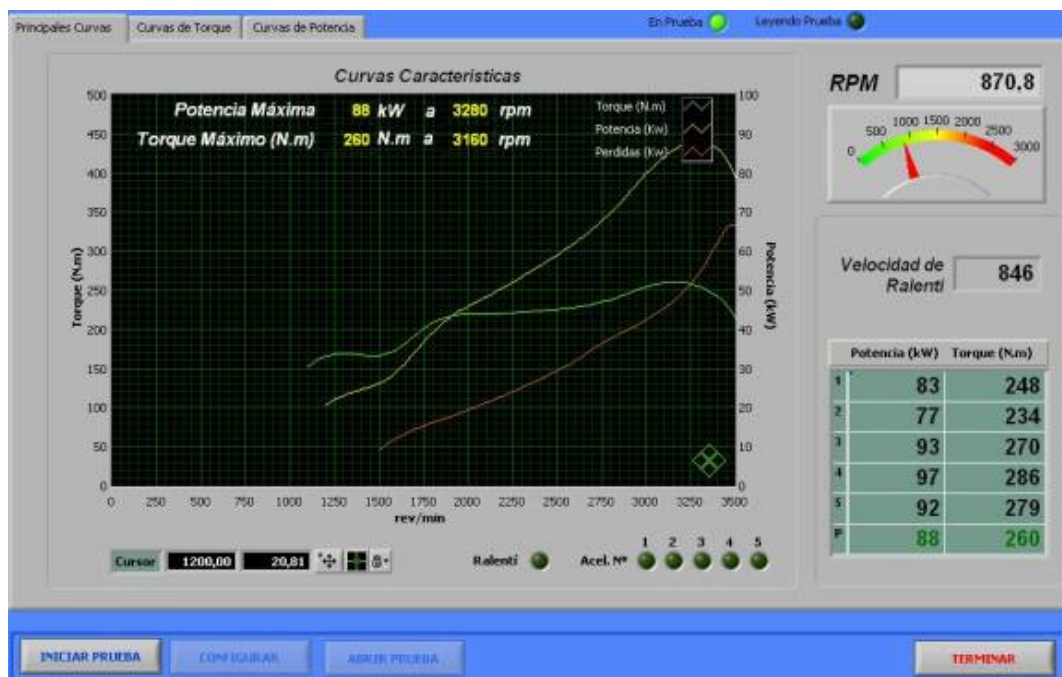 Principales Curvas
Curvas de Torque
Curvas de Potencia
En Prueba
Leyendo Prueba
Curvas Caracteristicas
Potencia Máxima 88 kW a 3280 rpm
Torque Máximo (N.m) 260 N.m a 3160 rpm
Torque (N.m)
Potencia (Kw)
Perdidas (Kw)
500
450
400
350
300
250
200
150
100
50
0
Torque (N.m)
100
90
80
70
60
50
40
30
20
10
0
Potencia (kW)
0 250 500 750 1000 1250 1500 1750 2000 2250 2500 2750 3000 3250 3500
rev/min
Cursor 1200,00 20,81
Ralentí
Acel. Nº
1 2 3 4 5
RPM 870,8
0 500 1000 1500 2000 2500 3000
Velocidad de
Ralenti
846
Potencia (kW) Torque (N.m)
1 83 248
2 77 234
3 93 270
4 97 286
5 92 279
P 88 260
INICIAR PRUEBA
CONFIGURAR
ABRIR PRUEBA
TERMINAR